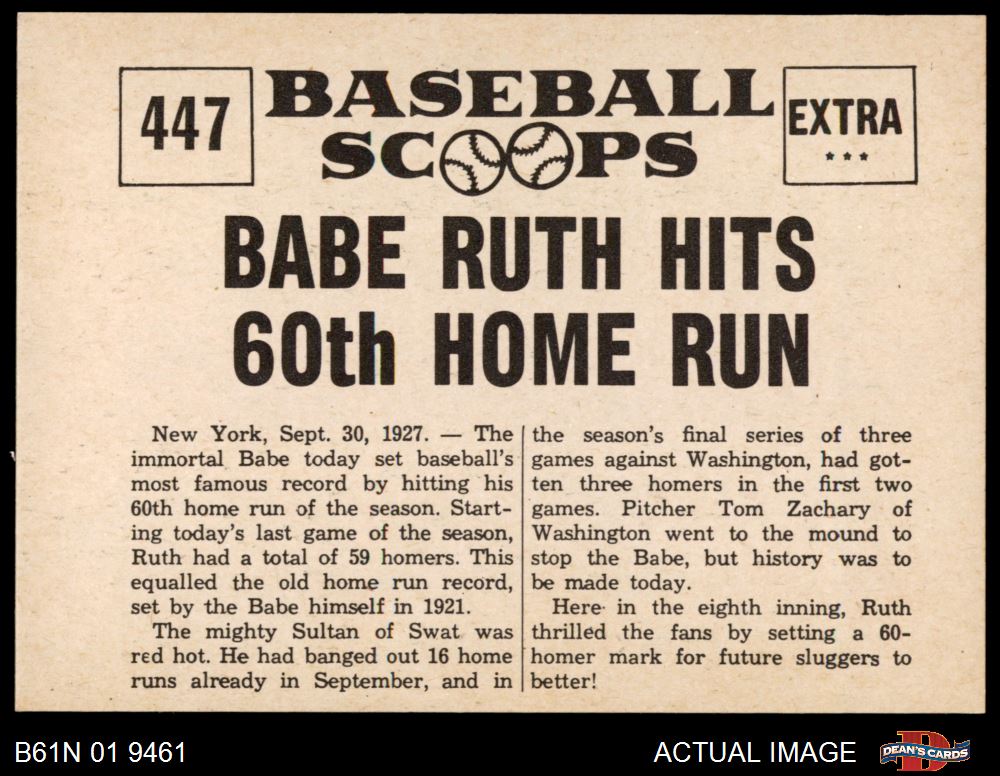 447
BASEBALL
SCOOPS
EXTRA
***
BABE RUTH HITS
60th HOME RUN
New York, Sept. 30, 1927. — The
immortal Babe today set baseball's
most famous record by hitting his
60th home run of the season. Start-
ing today's last game of the season,
Ruth had a total of 59 homers. This
equalled the old home run record,
set by the Babe himself in 1921.
The mighty Sultan of Swat was
red hot. He had banged out 16 home
runs already in September, and in
the season's final series of three
games against Washington, had got-
ten three homers in the first two
games. Pitcher Tom Zachary of
Washington went to the mound to
stop the Babe, but history was to
be made today.
Here in the eighth inning, Ruth
thrilled the fans by setting a 60-
homer mark for future sluggers to
better!
B61N 01 9461
ACTUAL IMAGE
D
DEAN'S CARDS